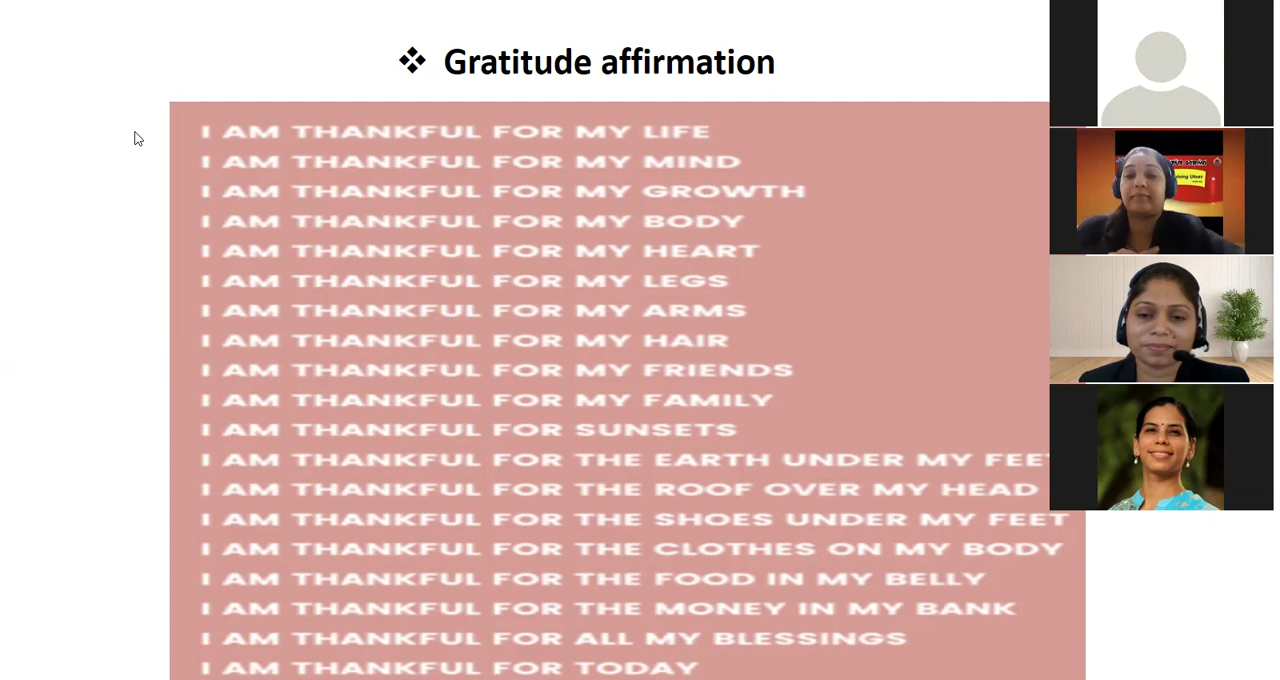 ❖ Gratitude affirmation
I AM THANKFUL FOR MY LIFE
I AM THANKFUL FOR MY MIND
I AM THANKFUL FOR MY GROWTH
I AM THANKFUL FOR MY BODY
I AM THANKFUL FOR MY HEART
I AM THANKFUL FOR MY LEGS
I AM THANKFUL FOR MY ARMS
I AM THANKFUL FOR MY HAIR
I AM THANKFUL FOR MY FRIENDS
I AM THANKFUL FOR MY FAMILY
I AM THANKFUL FOR SUNSETS
I AM THANKFUL FOR THE EARTH UNDER MY FEE
I AM THANKFUL FOR THE ROOF OVER MY HEAD
I AM THANKFUL FOR THE SHOES UNDER MY FEET
I AM THANKFUL FOR THE CLOTHES ON MY BODY
I AM THANKFUL FOR THE FOOD IN MY BELLY
I AM THANKFUL FOR THE MONEY IN MY BANK
I AM THANKFUL FOR ALL MY BLESSINGS
I AM THANKFUL FOR TODAY